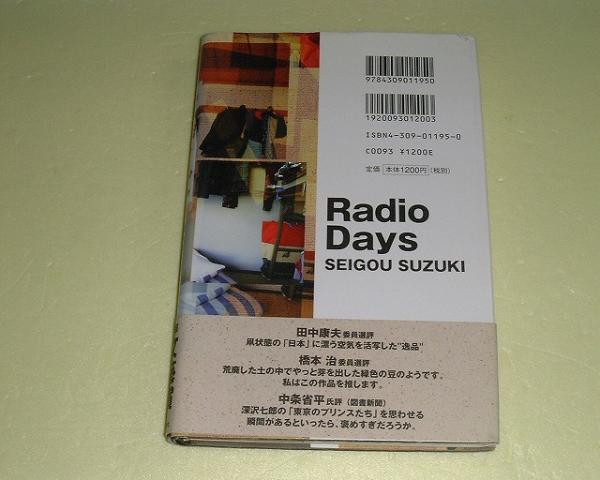 9784309011950
1920093012003
ISBN4-309-01195-0
C0093 ¥1200E
定価 本体1200円(税別)
Radio
Days
SEIGOU SUZUKI
田中康夫委員選評
凧状態の「日本」に漂う空気を活写した"逸品"
橋本 治委員選評
荒廃した土の中でやっと芽を出した緑色の豆のようです。
私はこの作品を推します。
中条省平氏評(図書新聞)
深沢七郎の「東京のプリンスたち」を思わせる
瞬間があるといったら、褒めすぎだろうか。